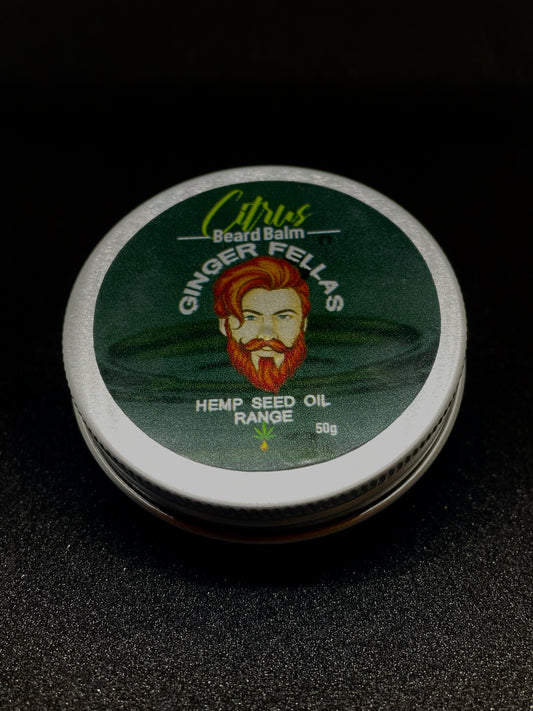 Citrus
Beard Balm
GINGER FELLAS
HEMP SEED OIL
RANGE
50g